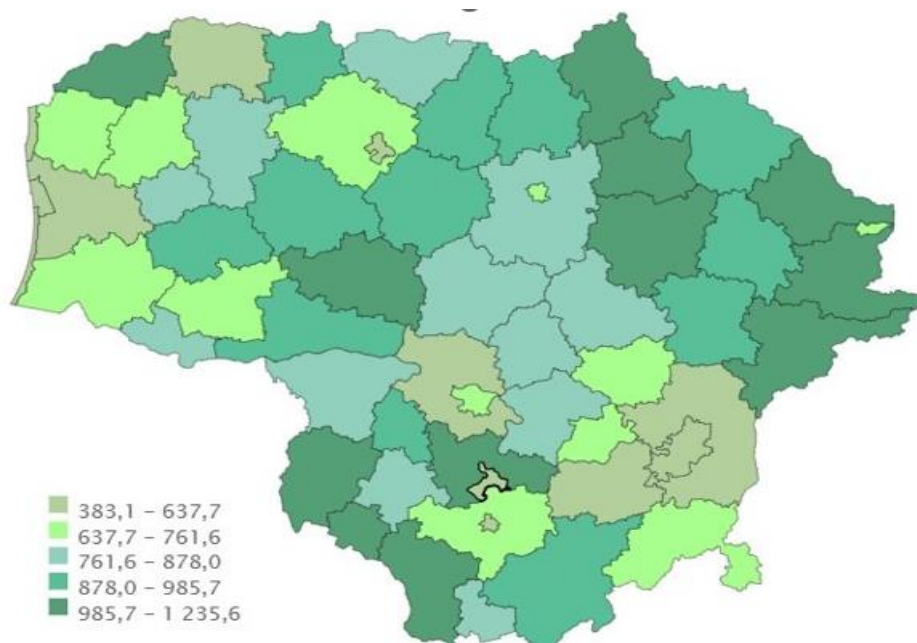 383,1 – 637,7
637,7 – 761,6
761,6 – 878,0
878,0 – 985,7
985,7 – 1 235,6